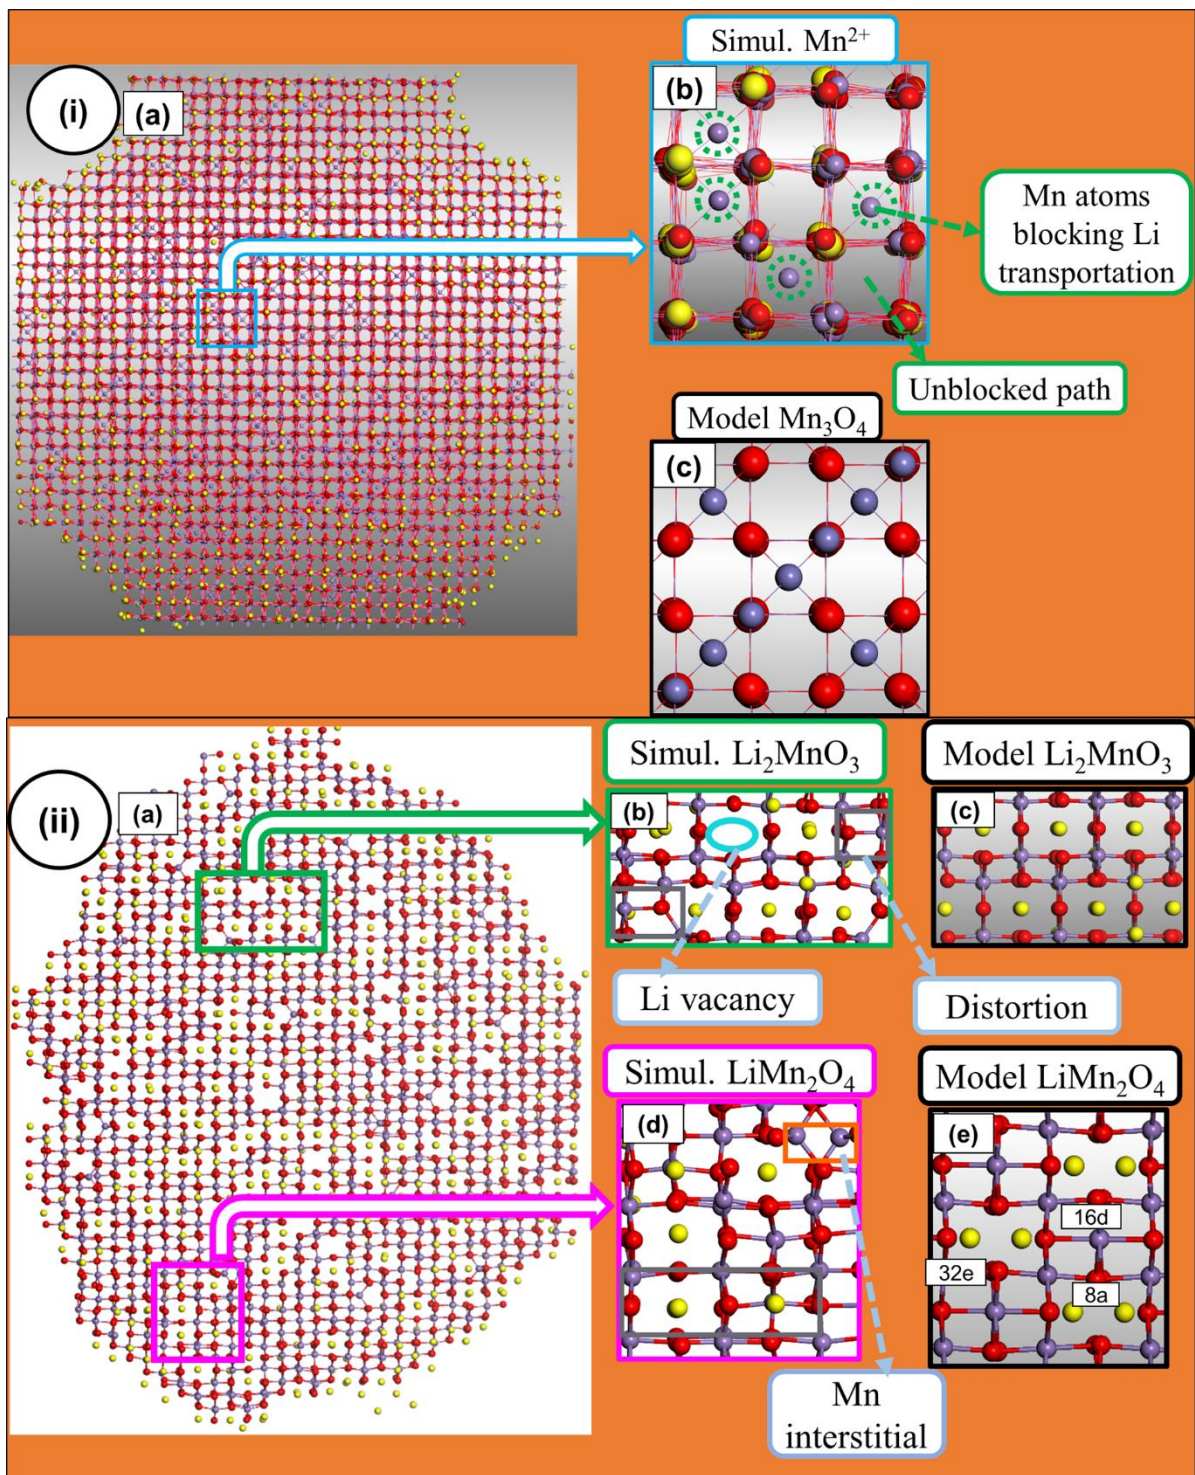 (i)
(a)
Simul. Mn²⁺
(b)
Mn atoms
blocking Li
transportation
Unblocked path
Model Mn₃O₄
(c)
(ii)
(a)
Simul. Li₂MnO₃
Model Li₂MnO₃
(b)
(c)
Li vacancy
Distortion
Simul. LiMn₂O₄
Model LiMn₂O₄
(d)
(e)
16d
32e
8a
Mn
interstitial